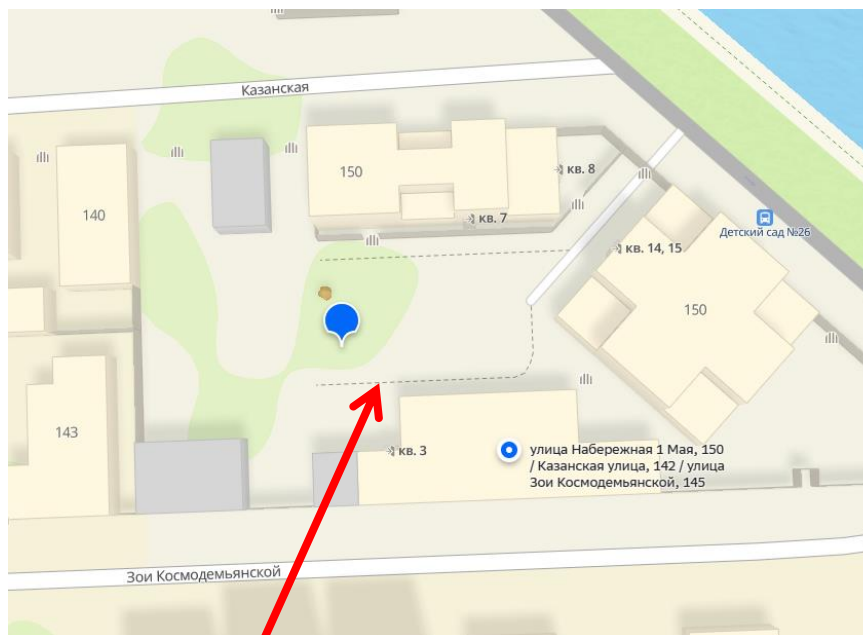 Казанская
150
кв. 8
140
кв. 7
Детский сад №26
кв. 14, 15
150
143
кв. 3
улица Набережная 1 Мая, 150
/ Казанская улица, 142 / улица
Зои Космодемьянской, 145
Зои Космодемьянской